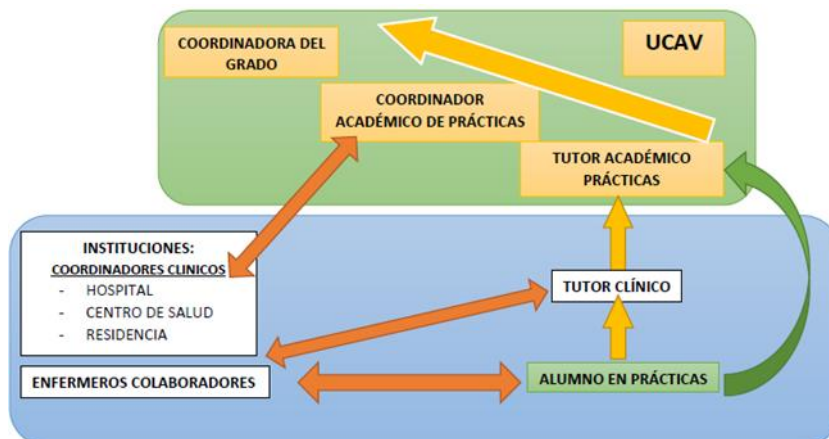 COORDINADORA DEL
GRADO
UCAV
COORDINADOR
ACADÉMICO DE PRÁCTICAS
TUTOR ACADÉMICO
PRÁCTICAS
INSTITUCIONES:
COORDINADORES CLINICOS
- HOSPITAL
- CENTRO DE SALUD
- RESIDENCIA
TUTOR CLÍNICO
ENFERMEROS COLABORADORES
ALUMNO EN PRÁCTICAS